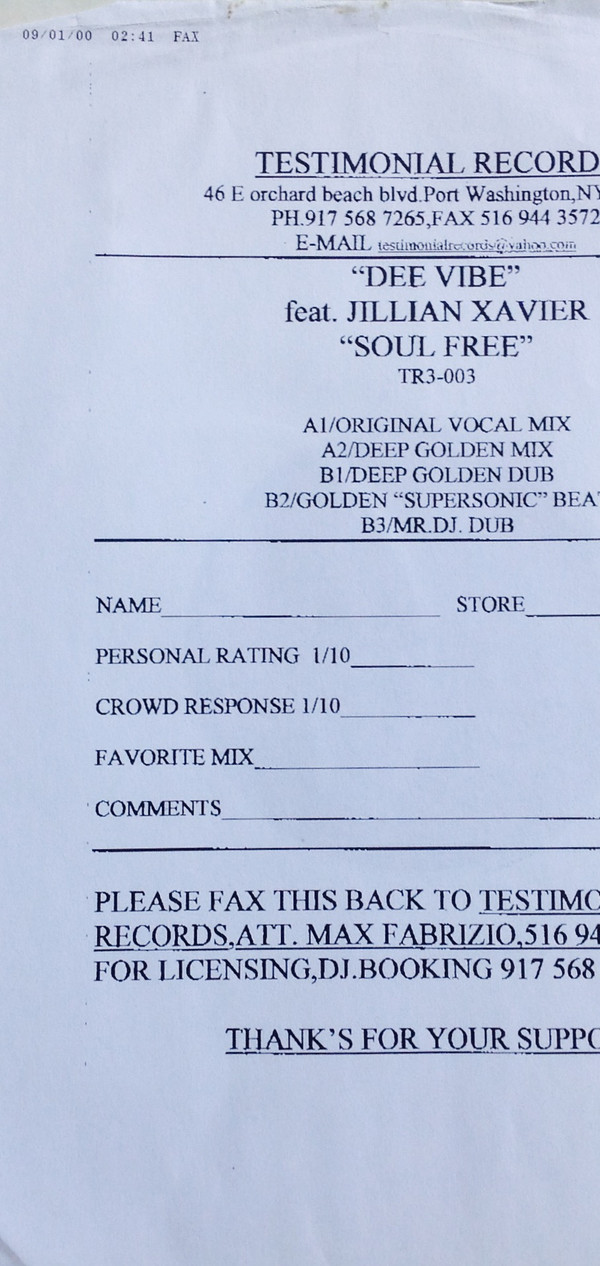 09/01/00 02:41 FAX
TESTIMONIAL RECORD
46 E orchard beach blvd.Port Washington,NY
PH.917 568 7265,FAX 516 944 3572
E-MAIL testimonialrecords@yahoo.com
“DEE VIBE”
feat. JILLIAN XAVIER
“SOUL FREE”
TR3-003
A1/ORIGINAL VOCAL MIX
A2/DEEP GOLDEN MIX
B1/DEEP GOLDEN DUB
B2/GOLDEN “SUPERSONIC” BEA
B3/MR.DJ. DUB
NAME STORE
PERSONAL RATING 1/10
CROWD RESPONSE 1/10
FAVORITE MIX
COMMENTS
PLEASE FAX THIS BACK TO TESTIMO
RECORDS,ATT. MAX FABRIZIO,516 94
FOR LICENSING,DJ.BOOKING 917 568
THANK’S FOR YOUR SUPPO